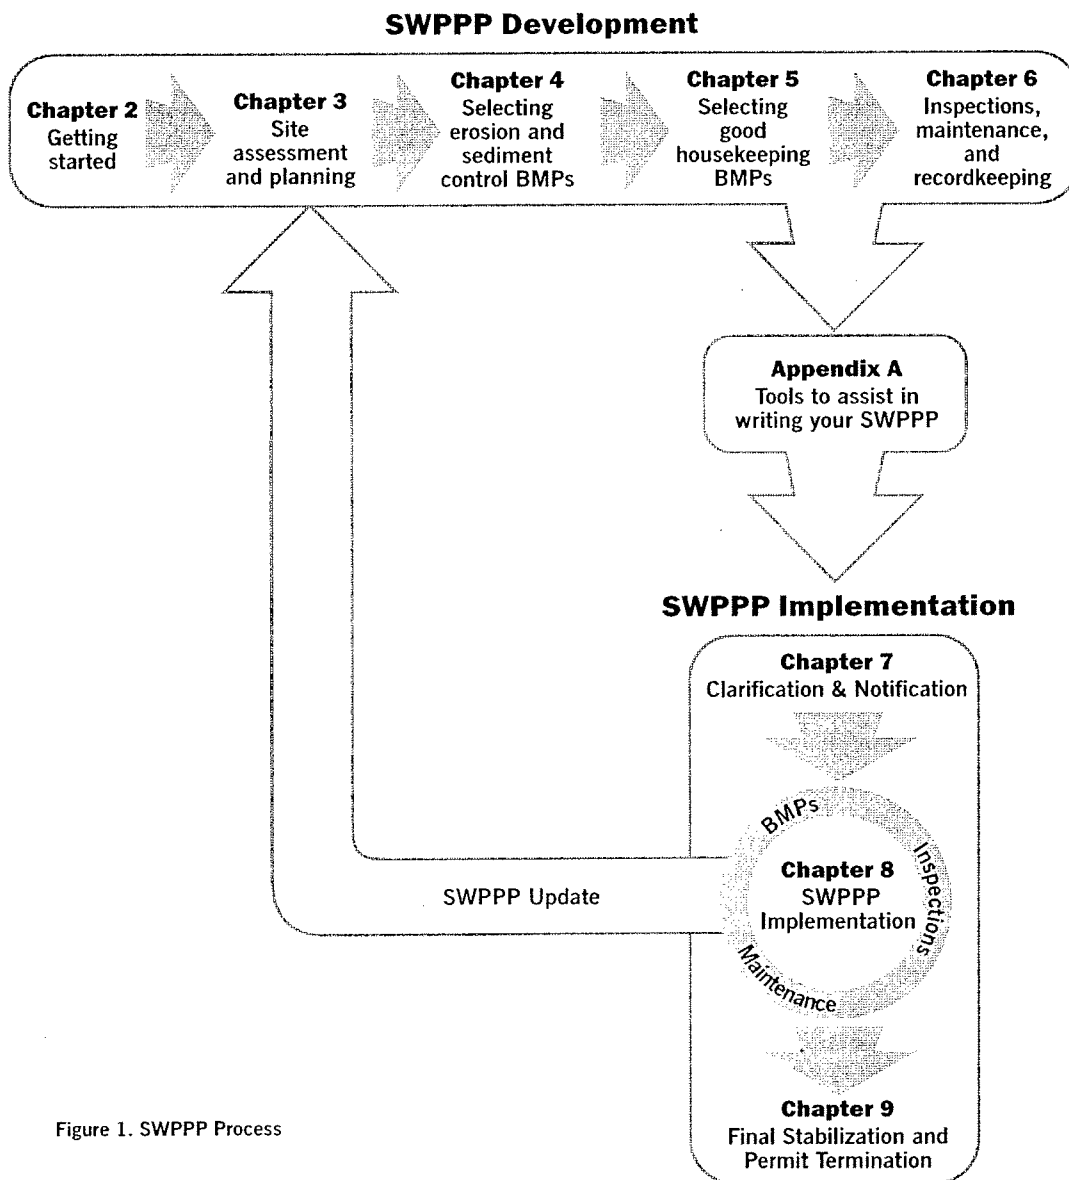 SWPPP Development
Chapter 2
Getting
started
Chapter 3
Site
assessment
and planning
Chapter 4
Selecting
erosion and
sediment
control BMPs
Chapter 5
Selecting
good
housekeeping
BMPs
Chapter 6
Inspections,
maintenance,
and
recordkeeping
Appendix A
Tools to assist in
writing your SWPPP
SWPPP Implementation
Chapter 7
Clarification & Notification
BMPs
Inspections
Maintenance
Chapter 8
SWPPP
Implementation
SWPPP Update
Chapter 9
Final Stabilization and
Permit Termination
Figure 1. SWPPP Process